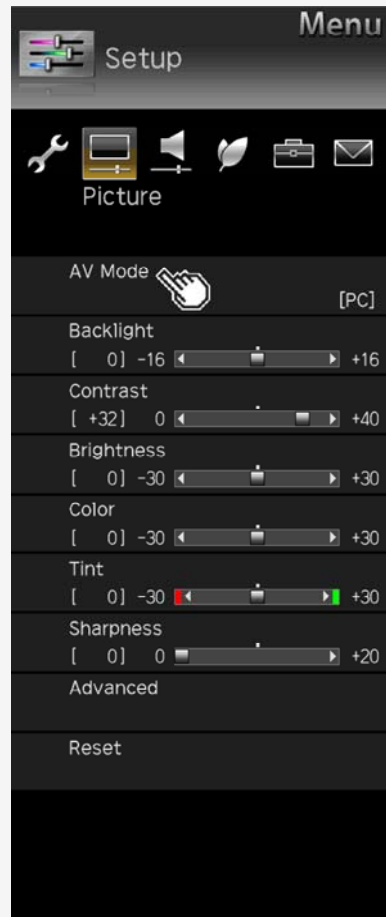 Menu
Setup
Picture
AV Mode
[PC]
Backlight
[ 0] -16 +16
Contrast
[ +32] 0 +40
Brightness
[ 0] -30 +30
Color
[ 0] -30 +30
Tint
[ 0] -30 +30
Sharpness
[ 0] 0 +20
Advanced
Reset